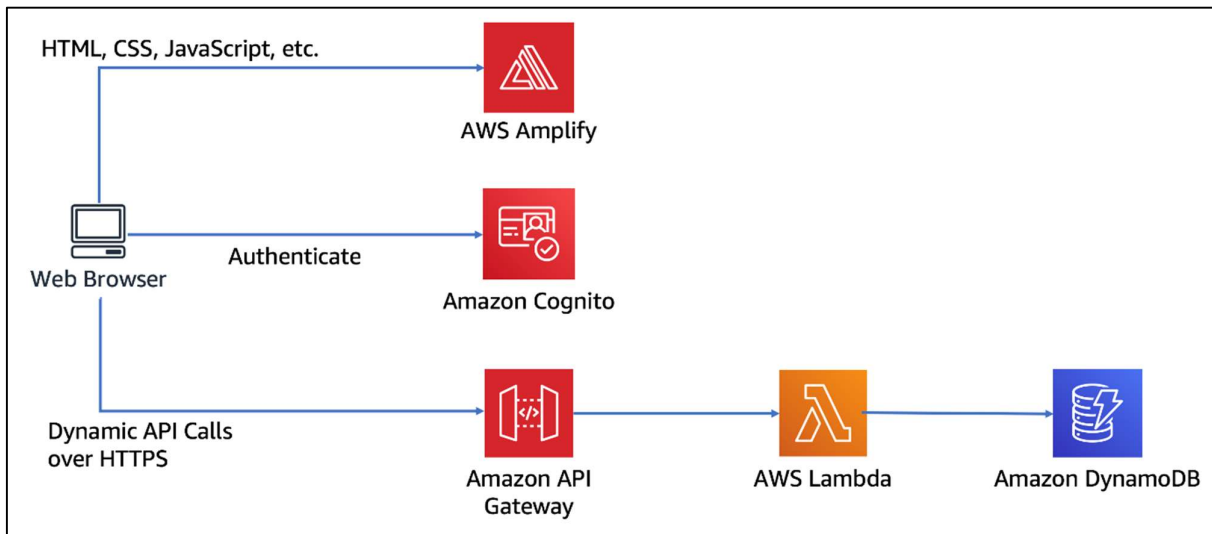 HTML, CSS, JavaScript, etc.
AWS Amplify
Web Browser
Authenticate
Amazon Cognito
Dynamic API Calls
over HTTPS
</>
Amazon API
Gateway
AWS Lambda
Amazon DynamoDB